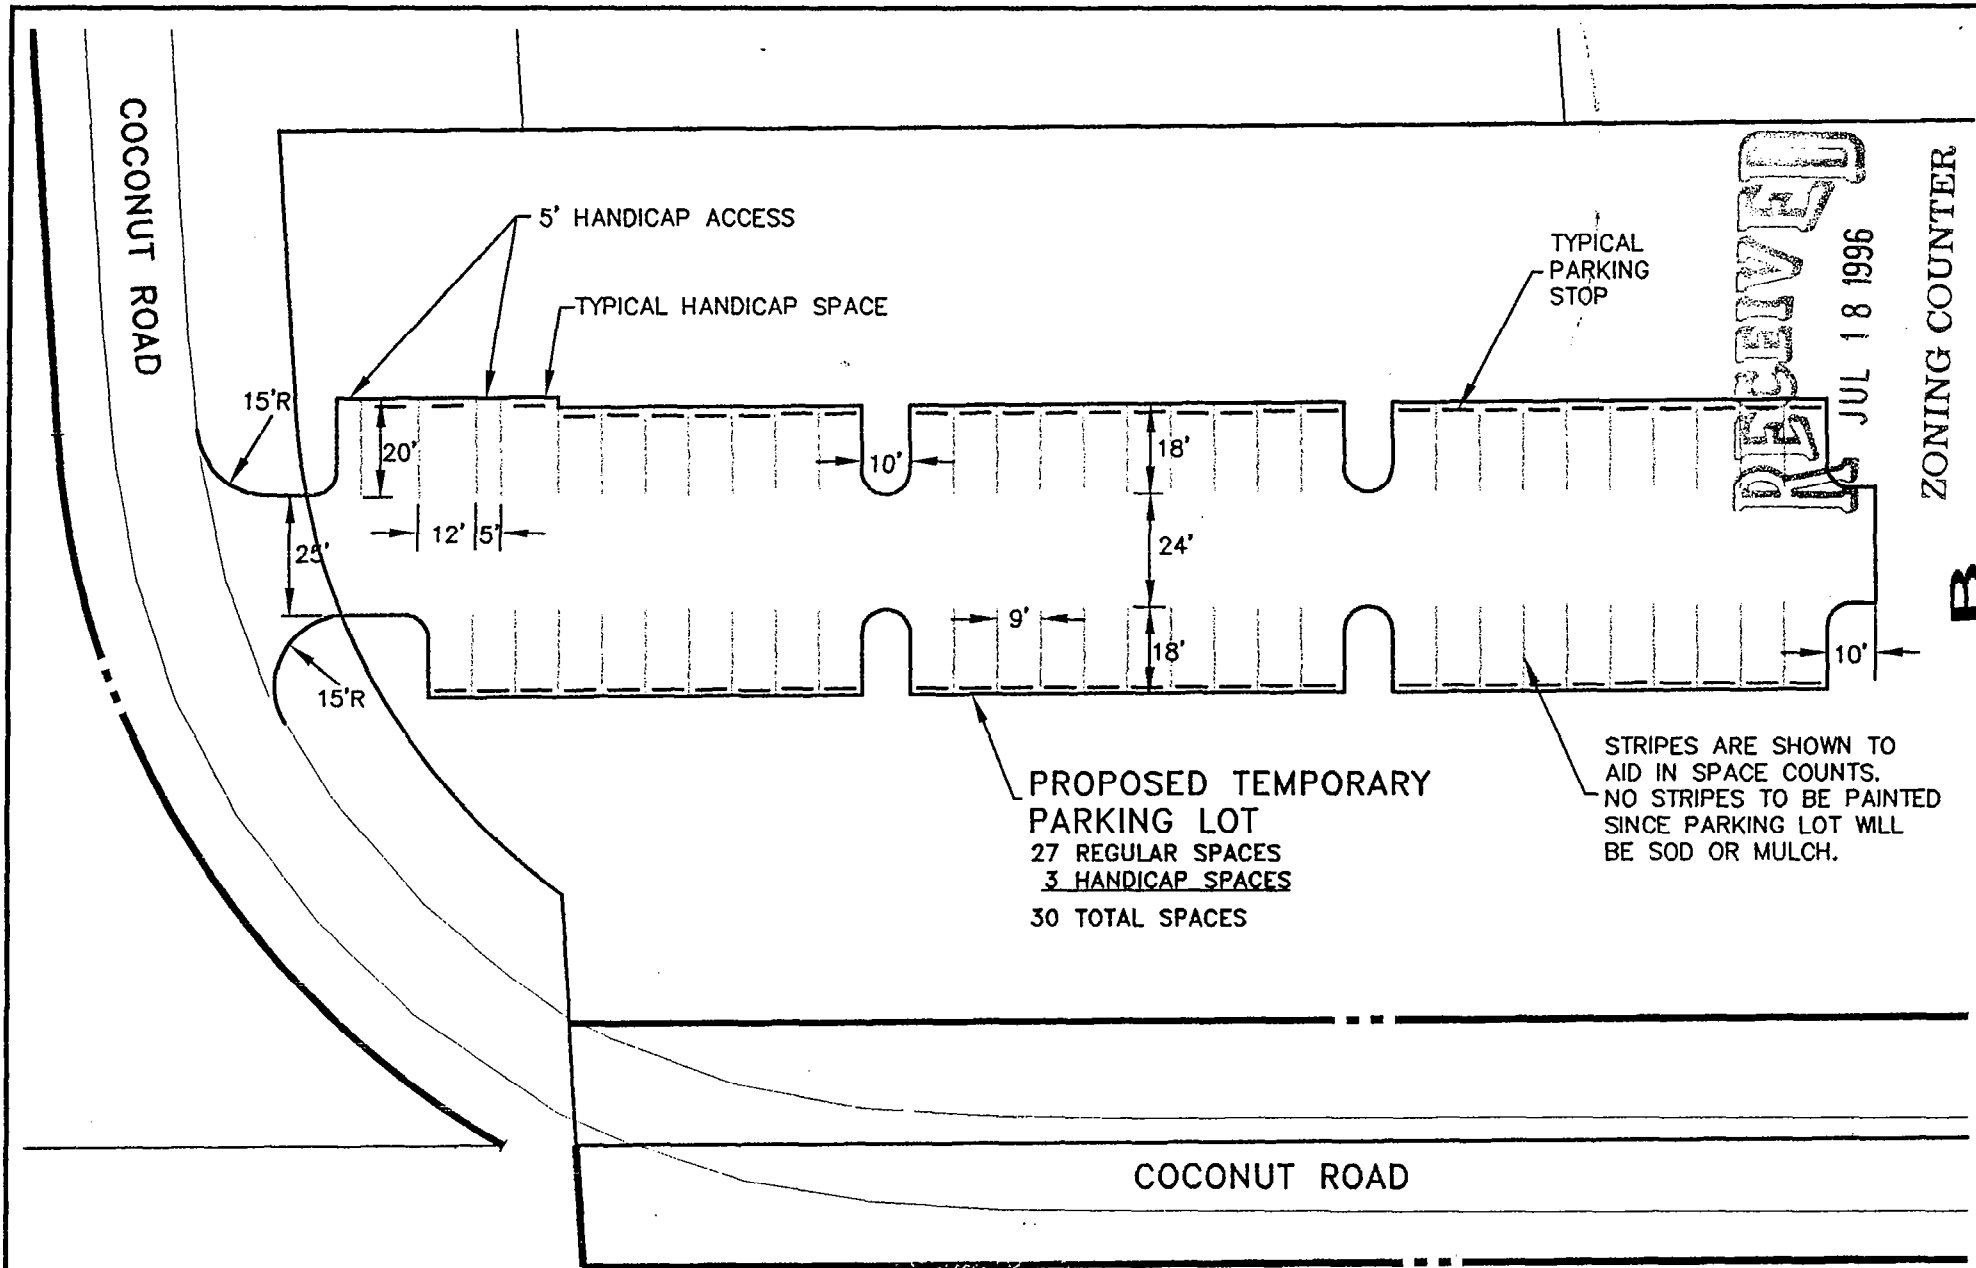 COCONUT ROAD
5' HANDICAP ACCESS
TYPICAL HANDICAP SPACE
TYPICAL
PARKING
STOP
RECEIVED
JUL 18 1996
ZONING COUNTER
15'R
20'
10'
18'
12'
5'
25'
24'
9'
18'
10'
15'R
B
PROPOSED TEMPORARY
PARKING LOT
27 REGULAR SPACES
3 HANDICAP SPACES
30 TOTAL SPACES
STRIPES ARE SHOWN TO
AID IN SPACE COUNTS.
NO STRIPES TO BE PAINTED
SINCE PARKING LOT WILL
BE SOD OR MULCH.
COCONUT ROAD